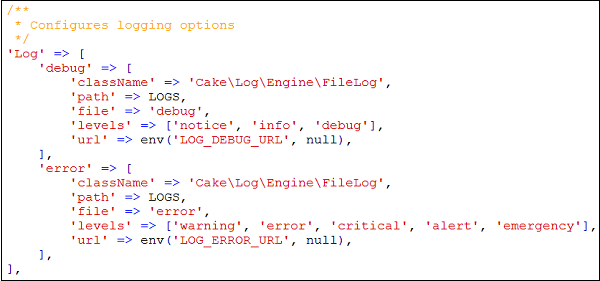 /**
 * Configures logging options
 */
'Log' => [
    'debug' => [
        'className' => 'Cake\Log\Engine\FileLog',
        'path' => LOGS,
        'file' => 'debug',
        'levels' => ['notice', 'info', 'debug'],
        'url' => env('LOG_DEBUG_URL', null),
    ],
    'error' => [
        'className' => 'Cake\Log\Engine\FileLog',
        'path' => LOGS,
        'file' => 'error',
        'levels' => ['warning', 'error', 'critical', 'alert', 'emergency'],
        'url' => env('LOG_ERROR_URL', null),
    ],
],